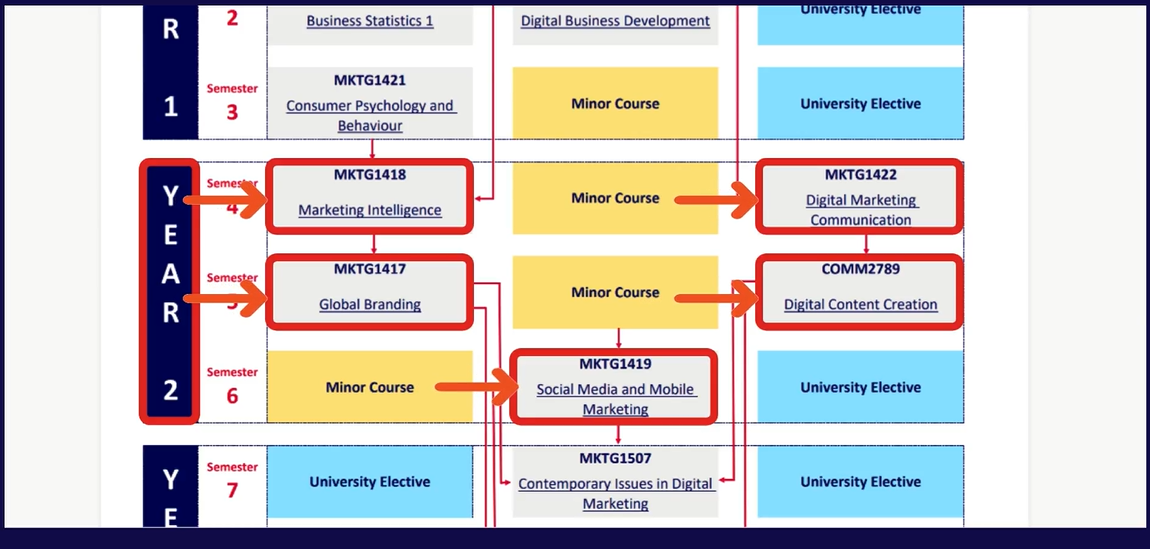 R
2
Business Statistics 1
Digital Business Development
University Elective
1
Semester
3
MKTG1421
Consumer Psychology and
Behaviour
Minor Course
University Elective
Y
E
A
R
2
Semester
4
MKTG1418
Marketing Intelligence
Minor Course
MKTG1422
Digital Marketing
Communication
Semester
5
MKTG1417
Global Branding
Minor Course
COMM2789
Digital Content Creation
Semester
6
Minor Course
MKTG1419
Social Media and Mobile
Marketing
University Elective
Y
E
Semester
7
University Elective
MKTG1507
Contemporary Issues in Digital
Marketing
University Elective